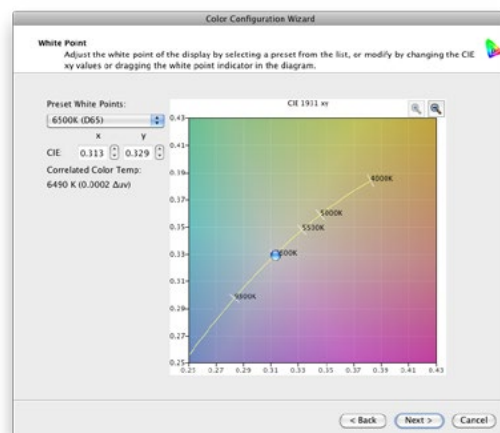 Color Configuration Wizard
White Point
Adjust the white point of the display by selecting a preset from the list, or modify by changing the CIE
xy values or dragging the white point indicator in the diagram.
Preset White Points:
6500K (D65)
x y
CIE: 0.313 0.329
Correlated Color Temp:
6490 K (0.0002 Δuv)
CIE 1931 xy
0.43
0.41
0.39
0.37
0.35
0.33
0.31
0.29
0.27
0.25
4000K
5000K
5500K
9300K
0.25 0.27 0.29 0.31 0.33 0.35 0.37 0.39 0.41 0.43
< Back Next > Cancel